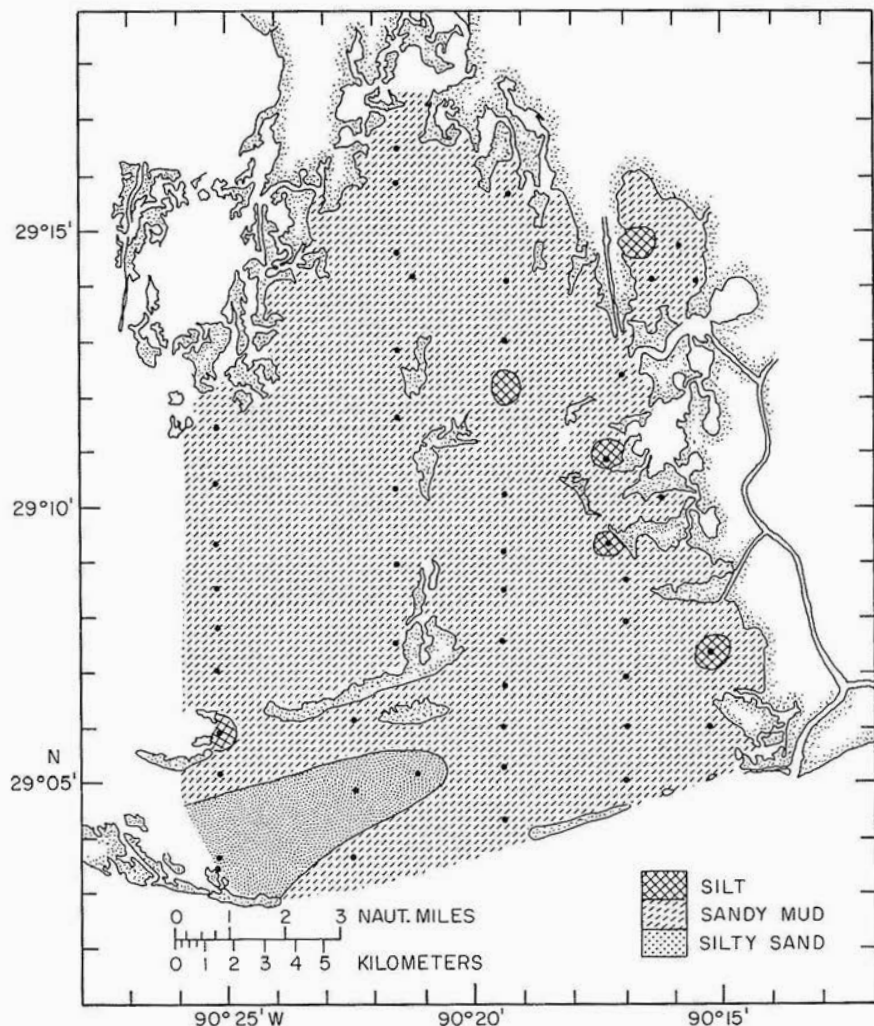 29°15'
29°10'
N
29°05'
SILT
SANDY MUD
SILTY SAND
0 1 2 3 NAUT. MILES
0 1 2 3 4 5 KILOMETERS
90°25' W 90°20' 90°15'